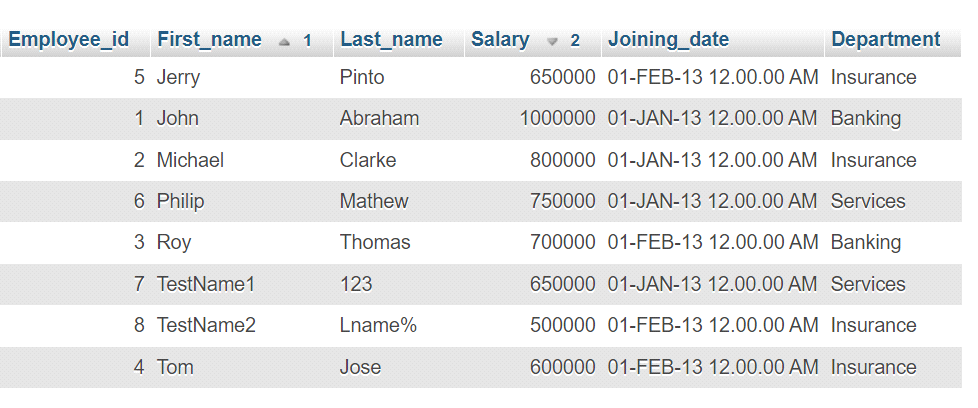 Employee_id First_name 1 Last_name Salary 2 Joining_date Department
5 Jerry Pinto 650000 01-FEB-13 12.00.00 AM Insurance
1 John Abraham 1000000 01-JAN-13 12.00.00 AM Banking
2 Michael Clarke 800000 01-JAN-13 12.00.00 AM Insurance
6 Philip Mathew 750000 01-JAN-13 12.00.00 AM Services
3 Roy Thomas 700000 01-FEB-13 12.00.00 AM Banking
7 TestName1 123 650000 01-JAN-13 12.00.00 AM Services
8 TestName2 Lname% 500000 01-FEB-13 12.00.00 AM Insurance
4 Tom Jose 600000 01-FEB-13 12.00.00 AM Insurance